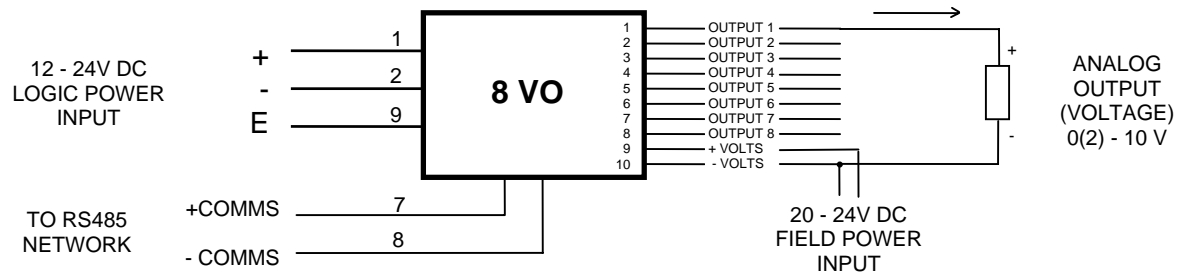 12 - 24V DC
LOGIC POWER
INPUT
+
-
E
1
2
9
8 VO
1 OUTPUT 1
2 OUTPUT 2
3 OUTPUT 3
4 OUTPUT 4
5 OUTPUT 5
6 OUTPUT 6
7 OUTPUT 7
8 OUTPUT 8
9 + VOLTS
10 - VOLTS
+
-
ANALOG
OUTPUT
(VOLTAGE)
0(2) - 10 V
TO RS485
NETWORK
+COMMS
7
- COMMS
8
20 - 24V DC
FIELD POWER
INPUT